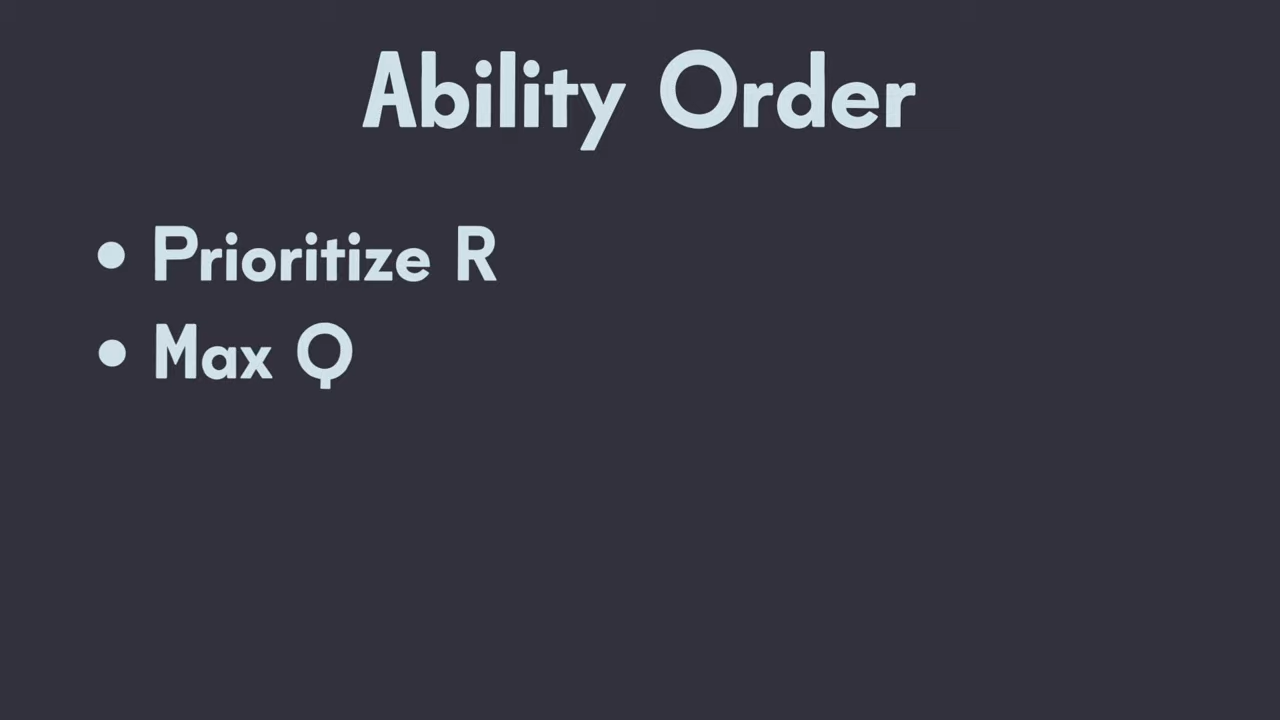 Ability Order
• Prioritize R
• Max Q